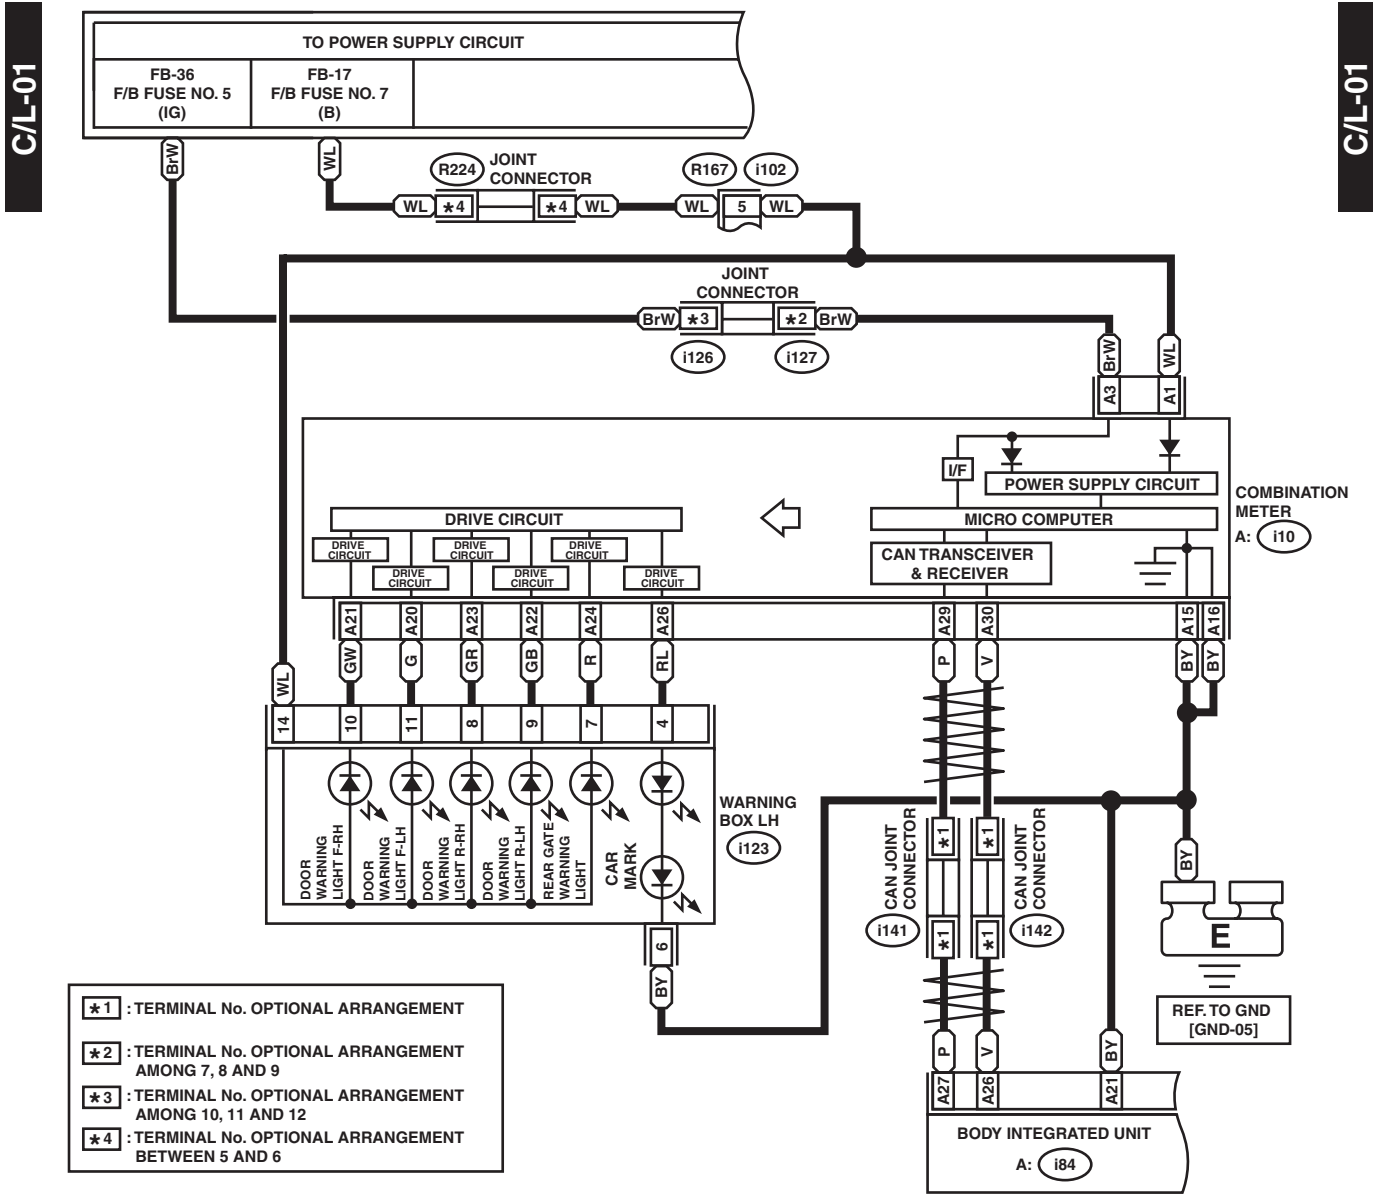 C/L-01
C/L-01
TO POWER SUPPLY CIRCUIT
FB-36
F/B FUSE NO. 5
(IG)
FB-17
F/B FUSE NO. 7
(B)
BrW
WL
R224
JOINT
CONNECTOR
R167
i102
WL
*4
*4
WL
WL
5
WL
JOINT
CONNECTOR
BrW
*3
*2
BrW
i126
i127
BrW
WL
A3
A1
I/F
POWER SUPPLY CIRCUIT
COMBINATION
METER
A: i10
DRIVE CIRCUIT
MICRO COMPUTER
DRIVE
CIRCUIT
DRIVE
CIRCUIT
DRIVE
CIRCUIT
DRIVE
CIRCUIT
DRIVE
CIRCUIT
DRIVE
CIRCUIT
CAN TRANSCEIVER
& RECEIVER
A21
A20
A23
A22
A24
A26
A29
A30
A15
A16
GW
G
GR
GB
R
RL
P
V
BY
BY
WL
14
10
11
8
9
7
4
WARNING
BOX LH
i123
DOOR
WARNING
LIGHT F-RH
DOOR
WARNING
LIGHT F-LH
DOOR
WARNING
LIGHT R-RH
DOOR
WARNING
LIGHT R-LH
REAR GATE
WARNING
LIGHT
CAR
MARK
CAN JOINT
CONNECTOR
*1
*1
CAN JOINT
CONNECTOR
i141
*1
*1
i142
BY
E
REF. TO GND
[GND-05]
6
BY
P
V
BY
A27
A26
A21
BODY INTEGRATED UNIT
A: i84
*1 : TERMINAL No. OPTIONAL ARRANGEMENT
*2 : TERMINAL No. OPTIONAL ARRANGEMENT
AMONG 7, 8 AND 9
*3 : TERMINAL No. OPTIONAL ARRANGEMENT
AMONG 10, 11 AND 12
*4 : TERMINAL No. OPTIONAL ARRANGEMENT
BETWEEN 5 AND 6